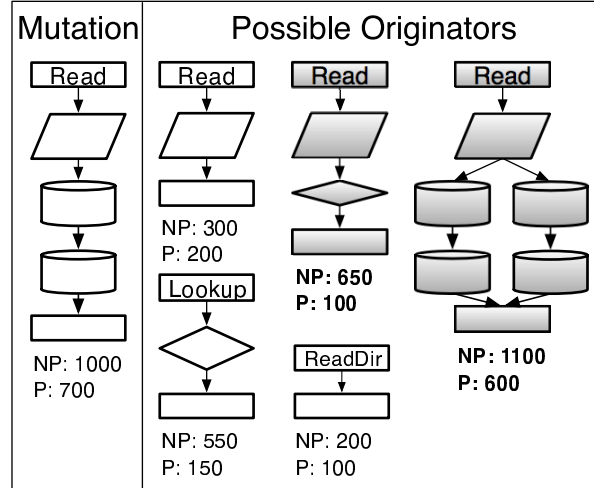 Mutation
Possible Originators
Read
NP: 1000
P: 700
Read
NP: 300
P: 200
Lookup
NP: 550
P: 150
Read
NP: 650
P: 100
ReadDir
NP: 200
P: 100
Read
NP: 1100
P: 600